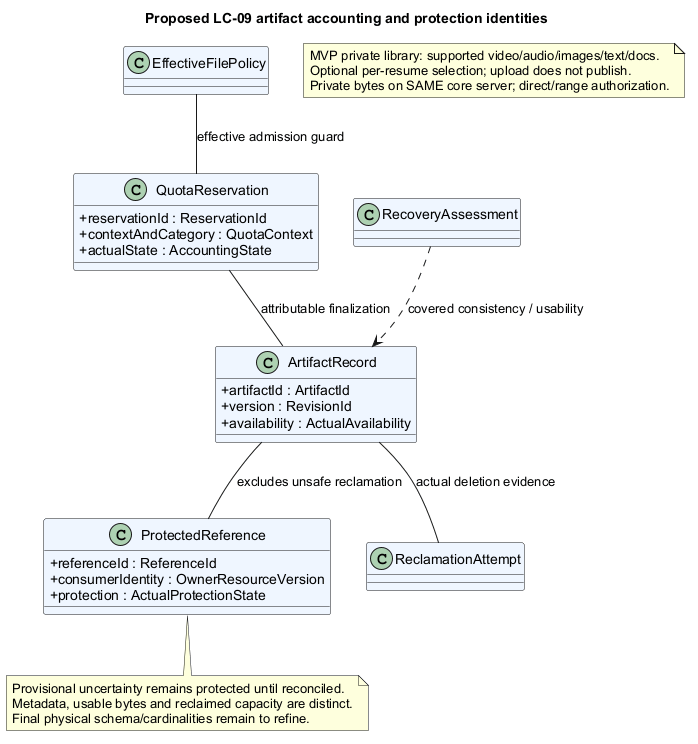 Proposed LC-09 artifact accounting and protection identities
C EffectiveFilePolicy
MVP private library: supported video/audio/images/text/docs.
Optional per-resume selection; upload does not publish.
Private bytes on SAME core server; direct/range authorization.
effective admission guard
C QuotaReservation
+reservationId : ReservationId
+contextAndCategory : QuotaContext
+actualState : AccountingState
C RecoveryAssessment
attributable finalization
covered consistency / usability
C ArtifactRecord
+artifactId : ArtifactId
+version : RevisionId
+availability : ActualAvailability
excludes unsafe reclamation
actual deletion evidence
C ProtectedReference
+referenceId : ReferenceId
+consumerIdentity : OwnerResourceVersion
+protection : ActualProtectionState
C ReclamationAttempt
Provisional uncertainty remains protected until reconciled.
Metadata, usable bytes and reclaimed capacity are distinct.
Final physical schema/cardinalities remain to refine.